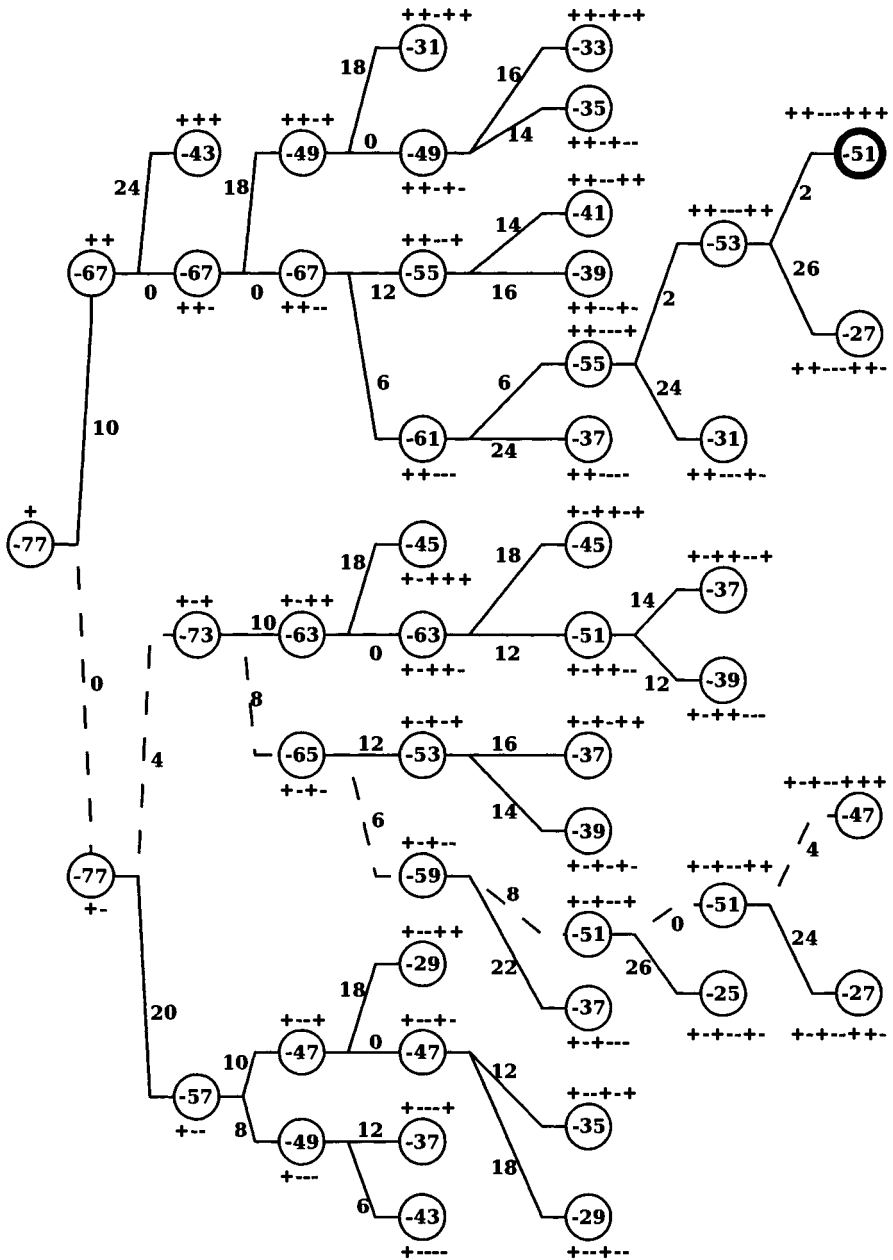 ++-++ ++-+-+
-31 -33
18 16
+++ ++-+ -35 ++---+++
-43 -49 0 -49 14 -51
24 18 ++-+- ++-+-- 2
++--++
++ ++--+ 14 -41 ++---++
-67 0 -67 0 -67 12 -55 16 -39 -53 26
++- ++-- ++--+- 2
++---+ -27
6 6 -55 ++---++-
24
10 -61 24 -37 -31
++--- ++---- ++---+-
+ +-++-+
-77 -45 18 -45 +-++--+
18 +-+++ -37
+-+ +-++ 14
-73 10 -63 0 -63 12 -51
+-++- +-++-- 12 -39
0 8 +-++---
+-+-+ +-+-++
4 -65 12 -53 16 -37
+-+- 14 +-+--+++
-47
6 -39 4
+-+-- +-+-+- +-+--++
-77 -59 8 +-+--+ -51
+- -51 0
22 26 24
+--++ -37 -25 -27
-29 +-+--- +-+--+- +-+--++-
20 18
+--+ +--+-
10 -47 0 -47 12
-57 +--+-+
+-- 8 +---+ -35
-49 12 -37 18
+---
6 -43 -29
+---- +--+--